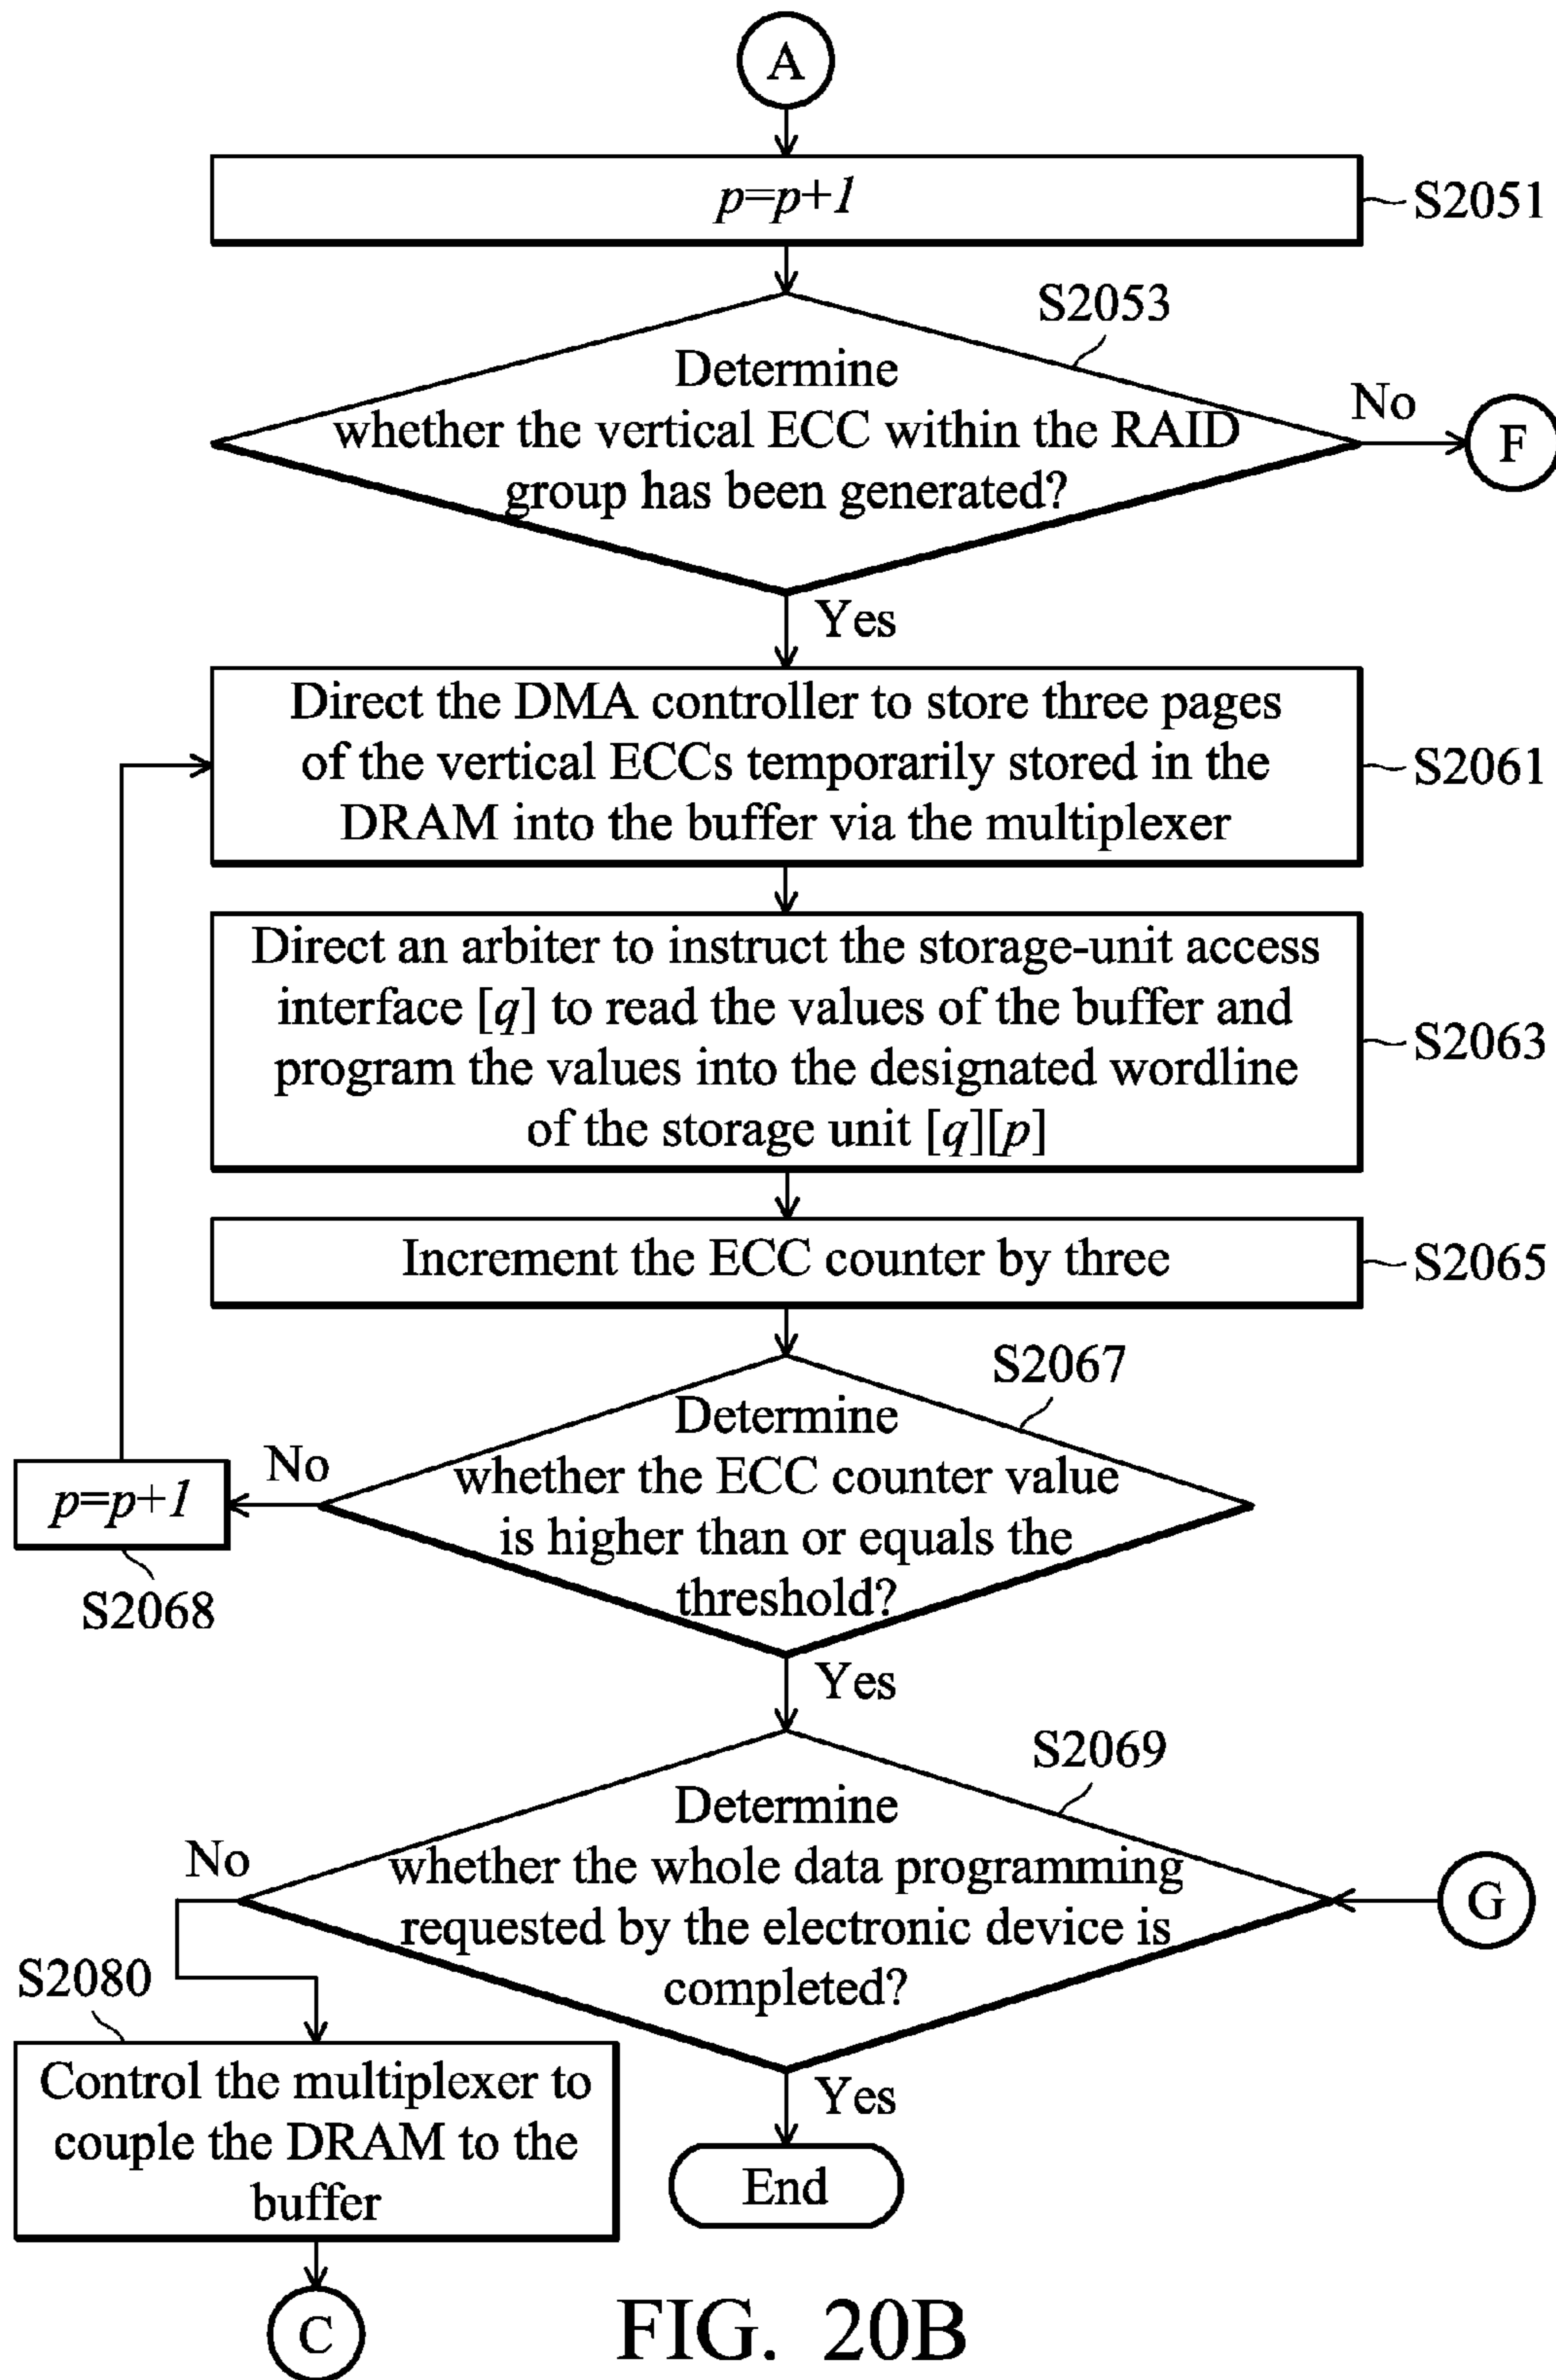 A
p=p+1
S2051
S2053
Determine
whether the vertical ECC within the RAID
group has been generated?
No
F
Yes
Direct the DMA controller to store three pages
of the vertical ECCs temporarily stored in the
DRAM into the buffer via the multiplexer
S2061
Direct an arbiter to instruct the storage-unit access
interface [q] to read the values of the buffer and
program the values into the designated wordline
of the storage unit [q][p]
S2063
Increment the ECC counter by three
S2065
S2067
Determine
whether the ECC counter value
is higher than or equals the
threshold?
No
p=p+1
S2068
Yes
S2069
Determine
whether the whole data programming
requested by the electronic device is
completed?
No
G
S2080
Control the multiplexer to
couple the DRAM to the
buffer
Yes
End
C
FIG. 20B